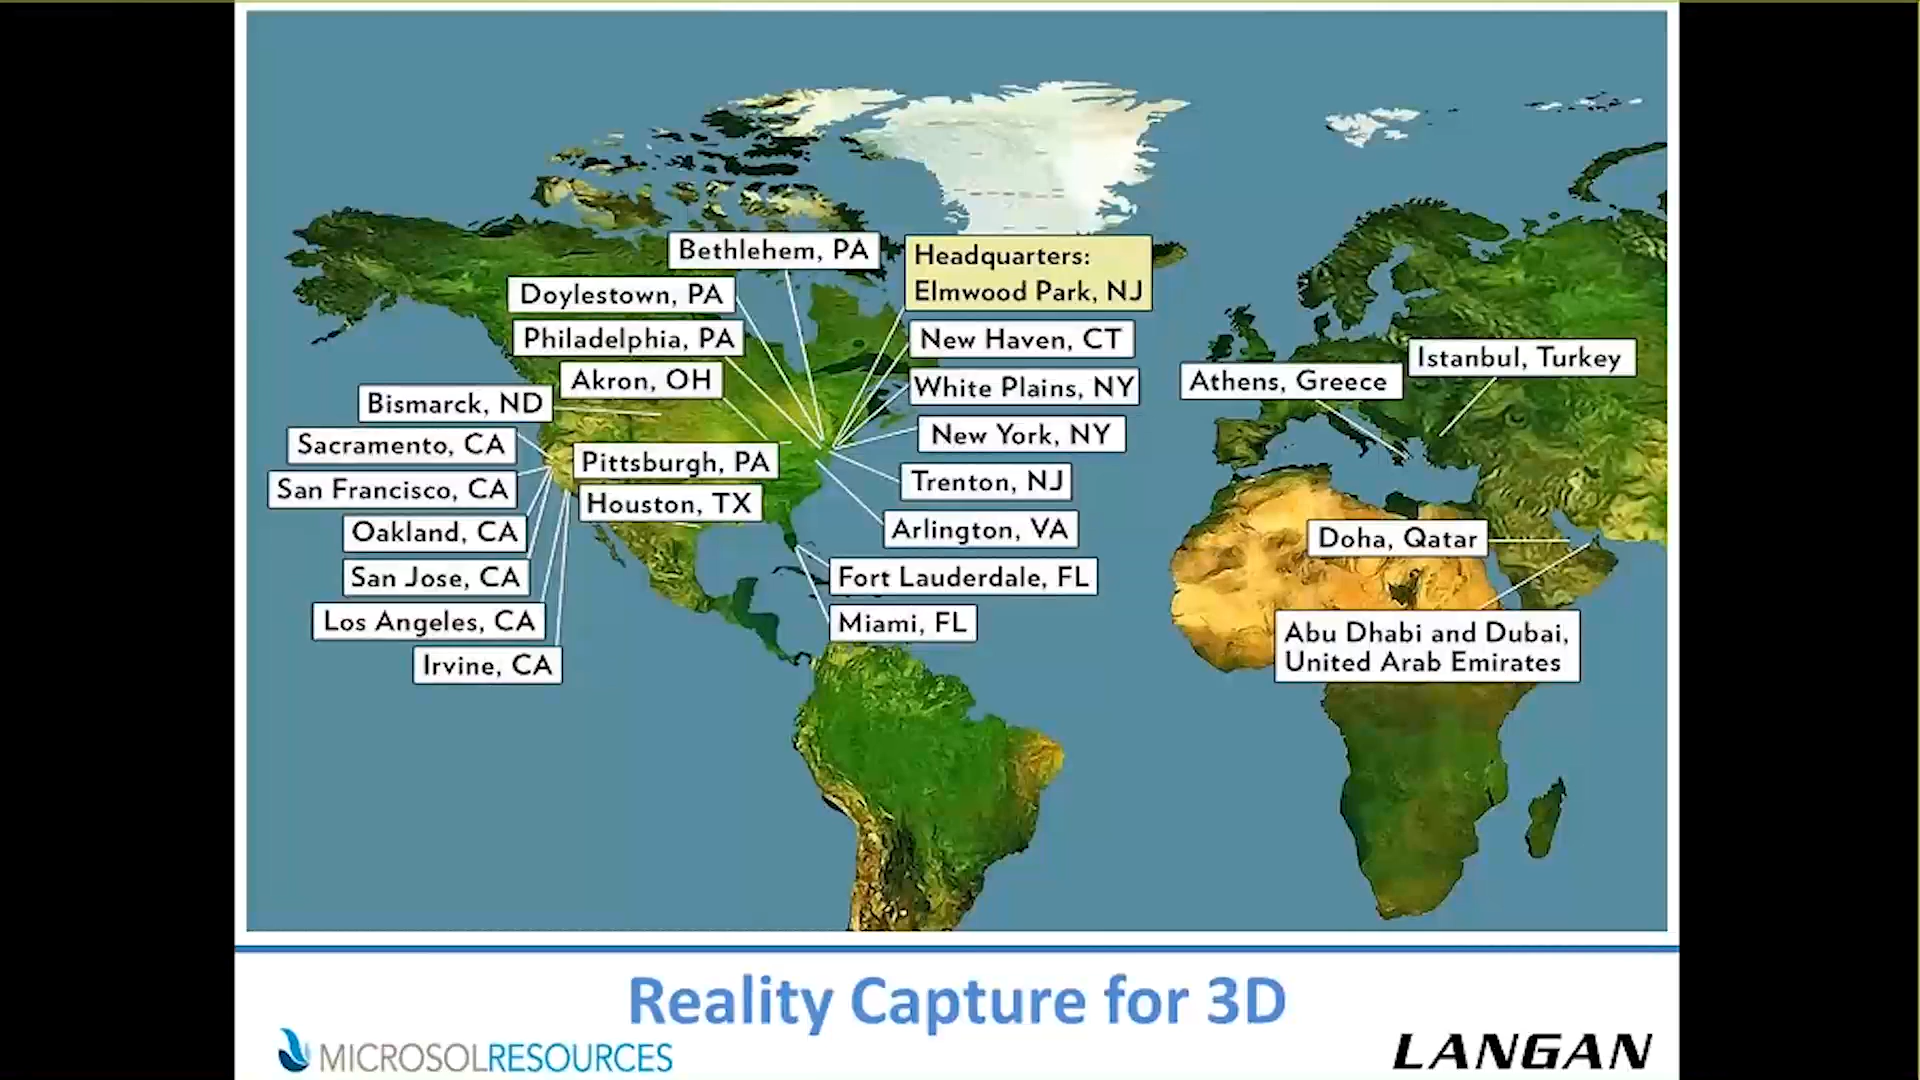 Bethlehem, PA
Headquarters:
Elmwood Park, NJ
Doylestown, PA
Philadelphia, PA
New Haven, CT
Istanbul, Turkey
Akron, OH
White Plains, NY
Athens, Greece
Bismarck, ND
Sacramento, CA
New York, NY
Pittsburgh, PA
San Francisco, CA
Trenton, NJ
Houston, TX
Oakland, CA
Arlington, VA
Doha, Qatar
San Jose, CA
Fort Lauderdale, FL
Los Angeles, CA
Miami, FL
Abu Dhabi and Dubai,
United Arab Emirates
Irvine, CA
Reality Capture for 3D
MICROSOLRESOURCES
LANGAN